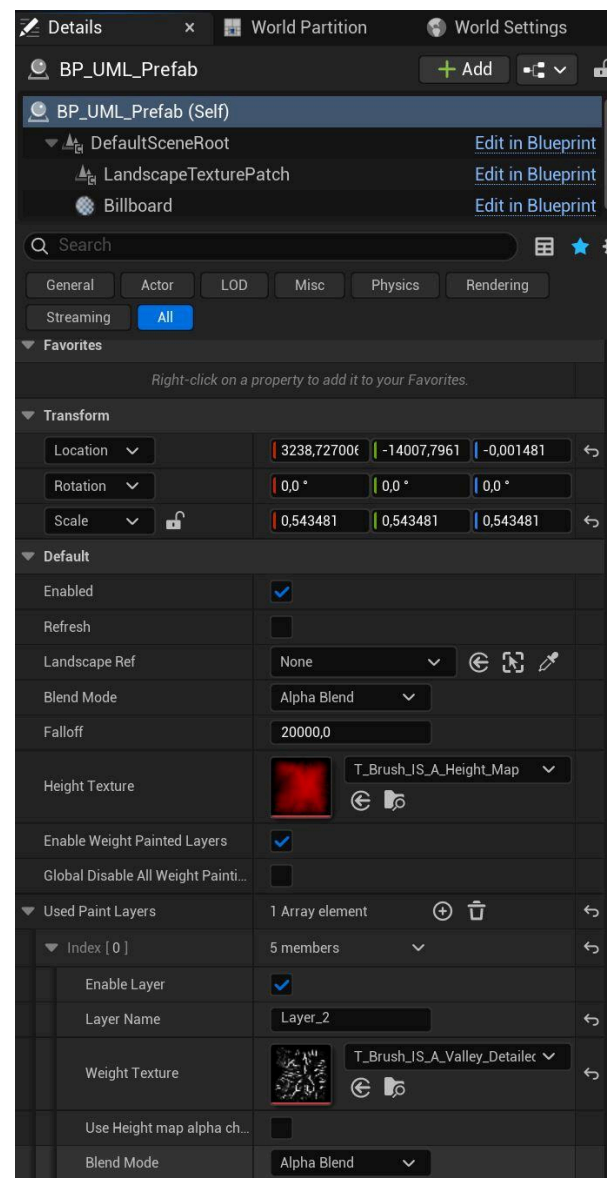 Details × World Partition World Settings
BP_UML_Prefab + Add
BP_UML_Prefab (Self)
DefaultSceneRoot Edit in Blueprint
LandscapeTexturePatch Edit in Blueprint
Billboard Edit in Blueprint
Search
General Actor LOD Misc Physics Rendering
Streaming All
Favorites
Right-click on a property to add it to your Favorites.
Transform
Location 3238,727006 -14007,7961 -0,001481
Rotation 0,0 ° 0,0 ° 0,0 °
Scale 0,543481 0,543481 0,543481
Default
Enabled
Refresh
Landscape Ref None
Blend Mode Alpha Blend
Falloff 20000,0
Height Texture T_Brush_IS_A_Height_Map
Enable Weight Painted Layers
Global Disable All Weight Painti...
Used Paint Layers 1 Array element
Index [ 0 ] 5 members
Enable Layer
Layer Name Layer_2
Weight Texture T_Brush_IS_A_Valley_Detailec
Use Height map alpha ch...
Blend Mode Alpha Blend